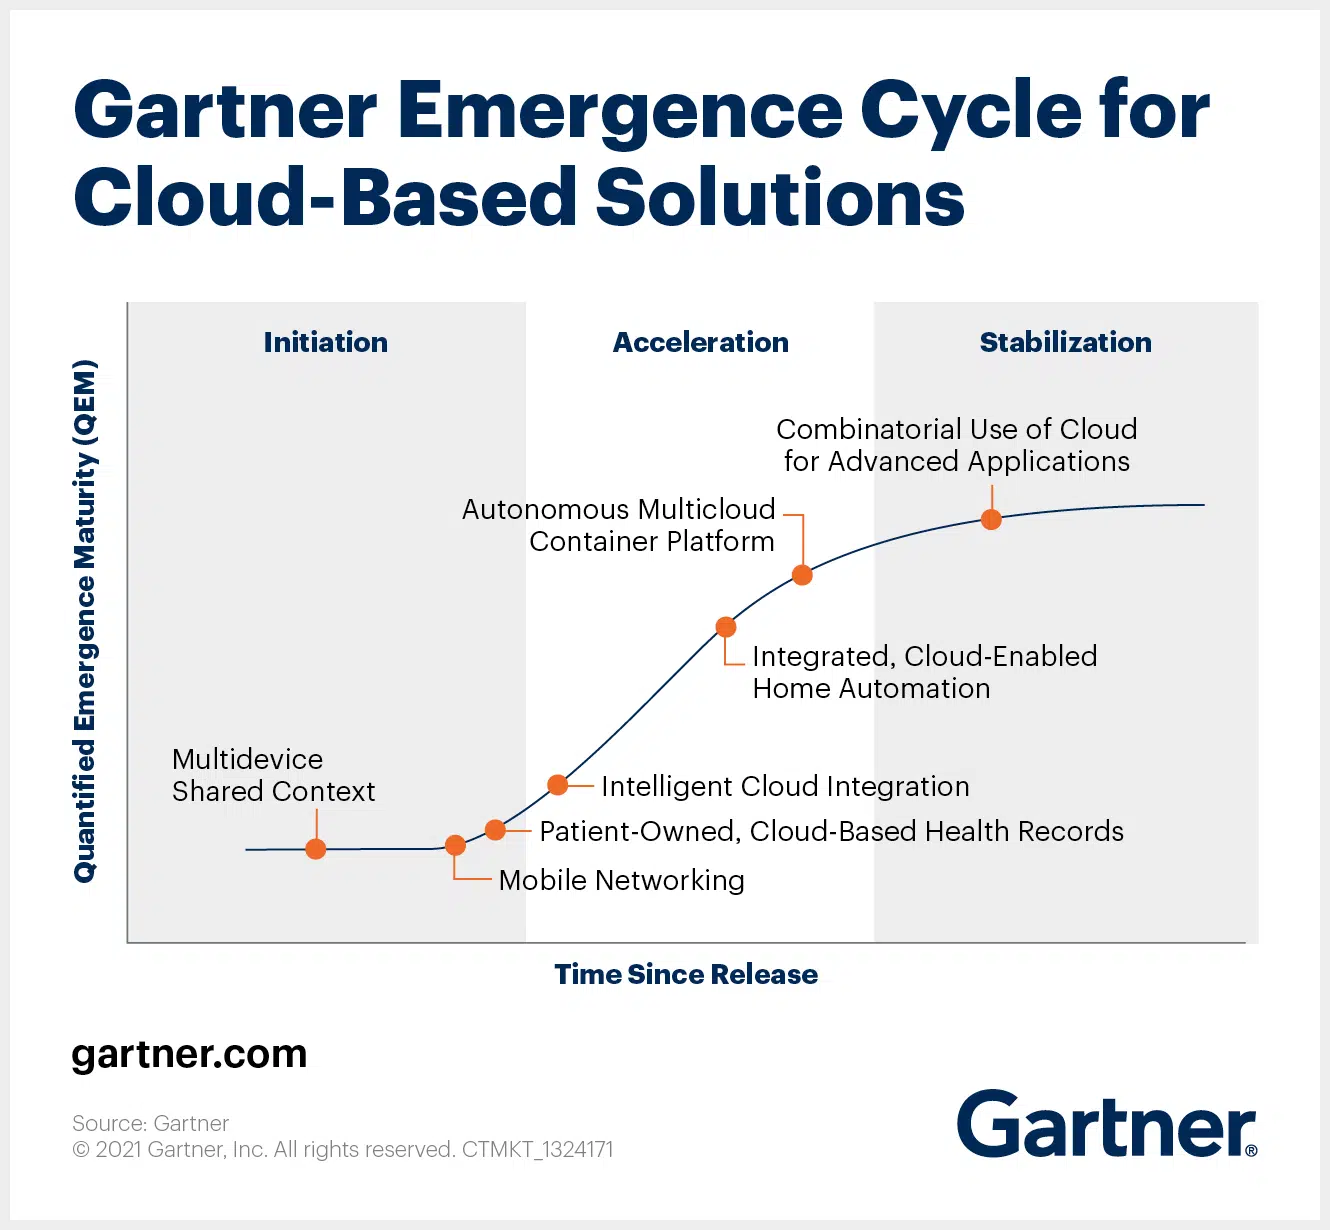 Gartner Emergence Cycle for
Cloud-Based Solutions
Initiation
Acceleration
Stabilization
Quantified Emergence Maturity (QEM)
Combinatorial Use of Cloud
for Advanced Applications
Autonomous Multicloud
Container Platform
Integrated, Cloud-Enabled
Home Automation
Multidevice
Shared Context
Intelligent Cloud Integration
Patient-Owned, Cloud-Based Health Records
Mobile Networking
Time Since Release
gartner.com
Source: Gartner
© 2021 Gartner, Inc. All rights reserved. CTMKT_1324171
Gartner®